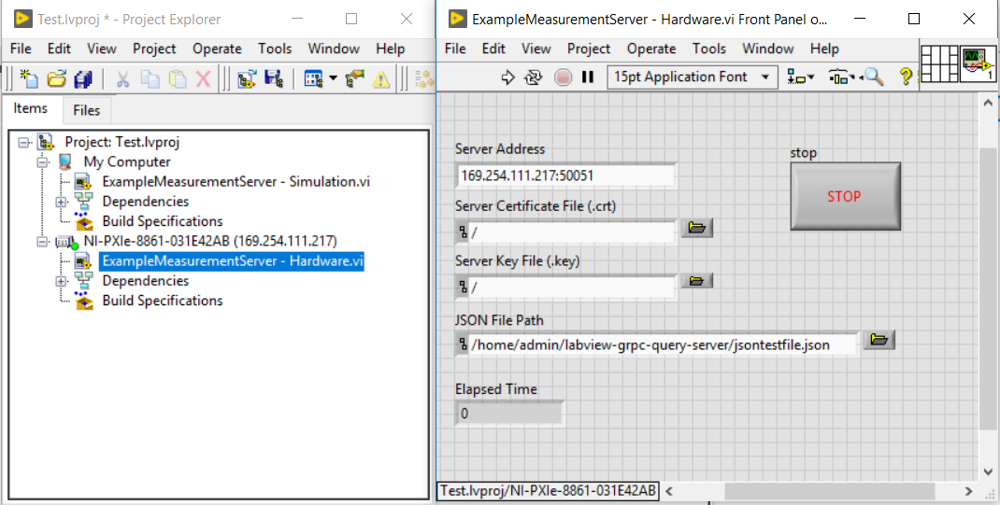 Test.lvproj * - Project Explorer
File Edit View Project Operate Tools Window Help
Items Files
Project: Test.lvproj
My Computer
ExampleMeasurementServer - Simulation.vi
Dependencies
Build Specifications
NI-PXIe-8861-031E42AB (169.254.111.217)
ExampleMeasurementServer - Hardware.vi
Dependencies
Build Specifications
ExampleMeasurementServer - Hardware.vi Front Panel o...
File Edit View Project Operate Tools Window Help
15pt Application Font
1
Server Address
169.254.111.217:50051
Server Certificate File (.crt)
/
Server Key File (.key)
/
JSON File Path
/home/admin/labview-grpc-query-server/jsontestfile.json
Elapsed Time
0
stop
STOP
Test.lvproj/NI-PXIe-8861-031E42AB